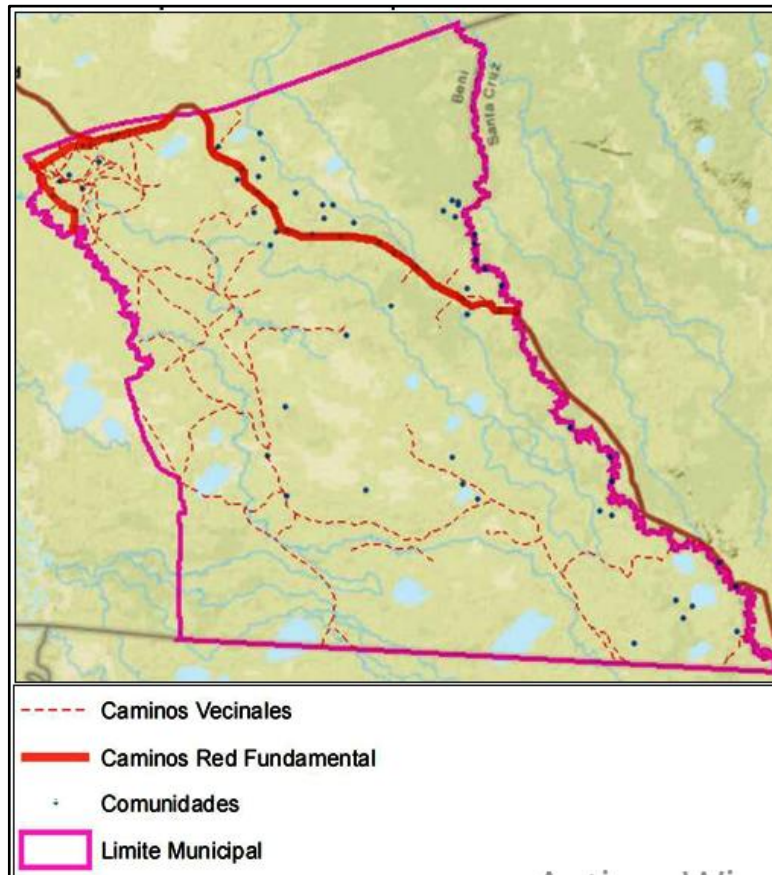 Beni
Santa Cruz
Caminos Vecinales
Caminos Red Fundamental
Comunidades
Limite Municipal